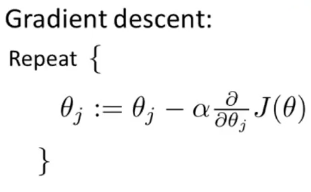 Gradient descent:
Repeat {
θⱼ := θⱼ − α ∂/∂θⱼ J(θ)
}